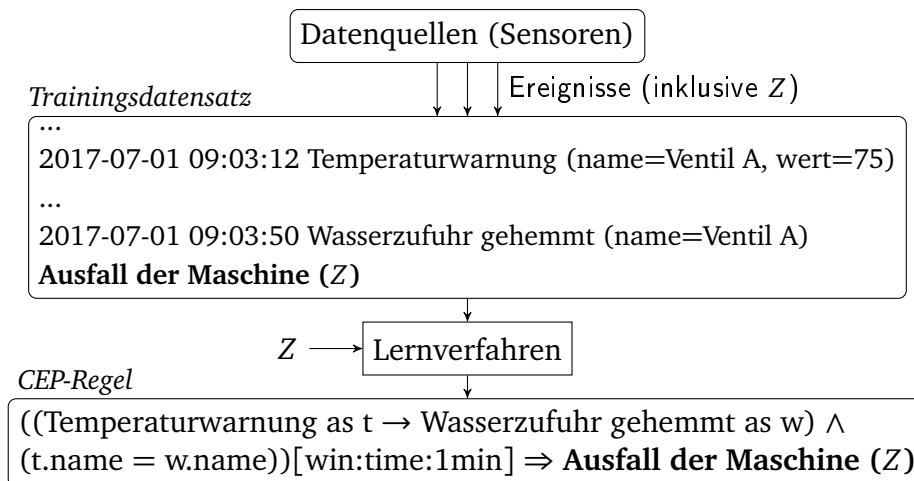 Datenquellen (Sensoren)
Ereignisse (inklusive Z)
Trainingsdatensatz
...
2017-07-01 09:03:12 Temperaturwarnung (name=Ventil A, wert=75)
...
2017-07-01 09:03:50 Wasserzufuhr gehemmt (name=Ventil A)
Ausfall der Maschine (Z)
Z
Lernverfahren
CEP-Regel
((Temperaturwarnung as t → Wasserzufuhr gehemmt as w) ∧
(t.name = w.name))[win:time:1min] ⇒ Ausfall der Maschine (Z)